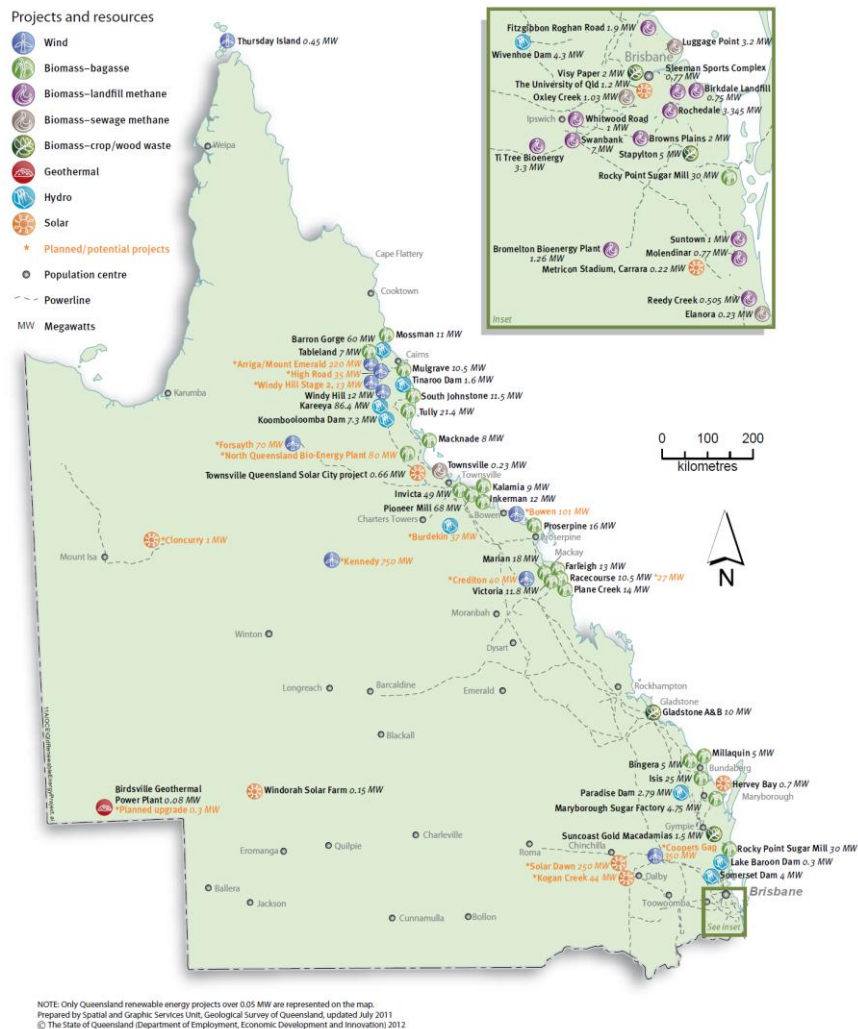 Projects and resources
Wind
Biomass–bagasse
Biomass–landfill methane
Biomass–sewage methane
Biomass–crop/wood waste
Geothermal
Hydro
Solar
* Planned/potential projects
Population centre
Powerline
MW Megawatts
Thursday Island 0.45 MW
Weipa
Cape Flattery
Cooktown
Fitzgibbon Roghan Road 1.9 MW
Wivenhoe Dam 4.3 MW
Luggage Point 3.2 MW
Brisbane
Visy Paper 2 MW
Sleeman Sports Complex
0.77 MW
The University of Qld 1.2 MW
Oxley Creek 1.03 MW
Birkdale Landfill
0.75 MW
Rochedale 3.345 MW
Ipswich
Whitwood Road
1 MW
Swanbank
7 MW
Browns Plains 2 MW
Ti Tree Bioenergy
3.3 MW
Stapylton 5 MW
Rocky Point Sugar Mill 30 MW
Suntown 1 MW
Bromelton Bioenergy Plant
1.26 MW
Molendinar 0.77 MW
Metricon Stadium, Carrara 0.22 MW
Reedy Creek 0.505 MW
Elanora 0.23 MW
Inset
Mossman 11 MW
Barron Gorge 60 MW
Tableland 7 MW
Cairns
*Arriga/Mount Emerald 220 MW
Mulgrave 10.5 MW
*High Road 35 MW
Tinaroo Dam 1.6 MW
*Windy Hill Stage 2, 13 MW
Windy Hill 12 MW
South Johnstone 11.5 MW
Karumba
Kareeya 86.4 MW
Tully 21.4 MW
Koombooloomba Dam 7.3 MW
Macknade 8 MW
*Forsayth 70 MW
*North Queensland Bio-Energy Plant 80 MW
Townsville 0.23 MW
Townsville Queensland Solar City project 0.66 MW
Townsville
Kalamia 9 MW
Invicta 49 MW
Inkerman 12 MW
Pioneer Mill 68 MW
*Bowen 101 MW
Bowen
Charters Towers
Proserpine 16 MW
Proserpine
*Burdekin 37 MW
*Cloncurry 1 MW
Mount Isa
*Kennedy 750 MW
Mackay
Marian 18 MW
Farleigh 13 MW
*Crediton 40 MW
Racecourse 10.5 MW *27 MW
Victoria 11.8 MW
Plane Creek 14 MW
0 100 200
kilometres
N
Moranbah
Winton
Dysart
Longreach
Barcaldine
Emerald
Rockhampton
Gladstone
Gladstone A&B 10 MW
Blackall
Millaquin 5 MW
Bingera 5 MW
Bundaberg
Isis 25 MW
Hervey Bay 0.7 MW
Paradise Dam 2.79 MW
Maryborough
Maryborough Sugar Factory 4.75 MW
Birdsville Geothermal
Power Plant 0.08 MW
*Planned upgrade 0.3 MW
Windorah Solar Farm 0.15 MW
Gympie
Suncoast Gold Macadamias 1.5 MW
Charleville
Roma
Chinchilla
*Coopers Gap
350 MW
Rocky Point Sugar Mill 30 MW
Quilpie
Eromanga
*Solar Dawn 250 MW
Lake Baroon Dam 0.3 MW
*Kogan Creek 44 MW
Dalby
Somerset Dam 4 MW
Ballera
Jackson
Toowoomba
Brisbane
Cunnamulla
Bollon
See inset
NOTE: Only Queensland renewable energy projects over 0.05 MW are represented on the map.
Prepared by Spatial and Graphic Services Unit, Geological Survey of Queensland, updated July 2011
© The State of Queensland (Department of Employment, Economic Development and Innovation) 2012